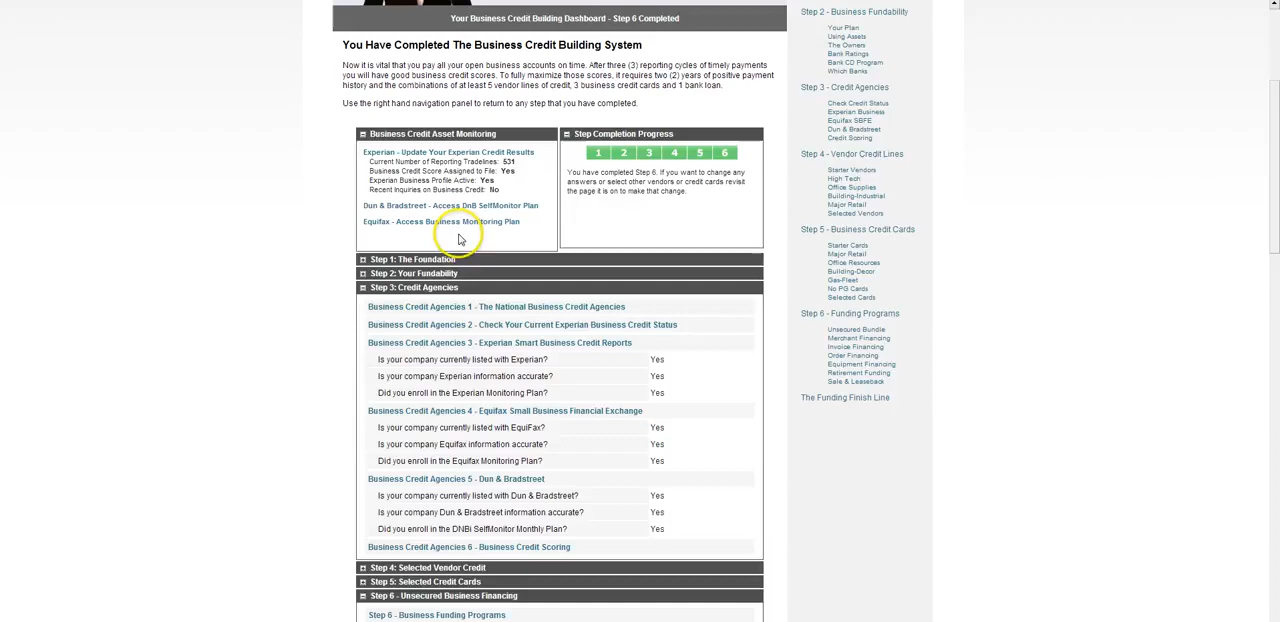 Your Business Credit Building Dashboard - Step 6 Completed
You Have Completed The Business Credit Building System
Now it is vital that you pay all your open business accounts on time. After three (3) reporting cycles of timely payments
you will have good business credit scores. To fully maximize those scores, it requires two (2) years of positive payment
history and the combinations of at least 5 vendor lines of credit, 3 business credit cards and 1 bank loan.
Use the right hand navigation panel to return to any step that you have completed.
Business Credit Asset Monitoring
Experian - Update Your Experian Credit Results
Current Number of Reporting Tradelines: 531
Business Credit Score Assigned to File: Yes
Experian Business Profile Active: Yes
Recent Inquiries on Business Credit: No
Dun & Bradstreet - Access DnB SelfMonitor Plan
Equifax - Access Business Monitoring Plan
Step Completion Progress
1 2 3 4 5 6
You have completed Step 6. If you want to change any
answers or select other vendors or credit cards revisit
the page it is on to make that change.
Step 1: The Foundation
Step 2: Your Fundability
Step 3: Credit Agencies
Business Credit Agencies 1 - The National Business Credit Agencies
Business Credit Agencies 2 - Check Your Current Experian Business Credit Status
Business Credit Agencies 3 - Experian Smart Business Credit Reports
Is your company currently listed with Experian? Yes
Is your company Experian information accurate? Yes
Did you enroll in the Experian Monitoring Plan? Yes
Business Credit Agencies 4 - Equifax Small Business Financial Exchange
Is your company currently listed with EquiFax? Yes
Is your company Equifax information accurate? Yes
Did you enroll in the Equifax Monitoring Plan? Yes
Business Credit Agencies 5 - Dun & Bradstreet
Is your company currently listed with Dun & Bradstreet? Yes
Is your company Dun & Bradstreet information accurate? Yes
Did you enroll in the DNBi SelfMonitor Monthly Plan? Yes
Business Credit Agencies 6 - Business Credit Scoring
Step 4: Selected Vendor Credit
Step 5: Selected Credit Cards
Step 6 - Unsecured Business Financing
Step 6 - Business Funding Programs
Step 2 - Business Fundability
Your Plan
Using Assets
The Owners
Bank Ratings
Bank CD Program
Which Banks
Step 3 - Credit Agencies
Check Credit Status
Experian Business
Equifax SBFE
Dun & Bradstreet
Credit Scoring
Step 4 - Vendor Credit Lines
Starter Vendors
High Tech
Office Supplies
Building-Industrial
Major Retail
Selected Vendors
Step 5 - Business Credit Cards
Starter Cards
Major Retail
Office Resources
Building-Decor
Gas-Fleet
No PG Cards
Selected Cards
Step 6 - Funding Programs
Unsecured Bundle
Merchant Financing
Invoice Financing
Order Financing
Equipment Financing
Retirement Funding
Sale & Leaseback
The Funding Finish Line